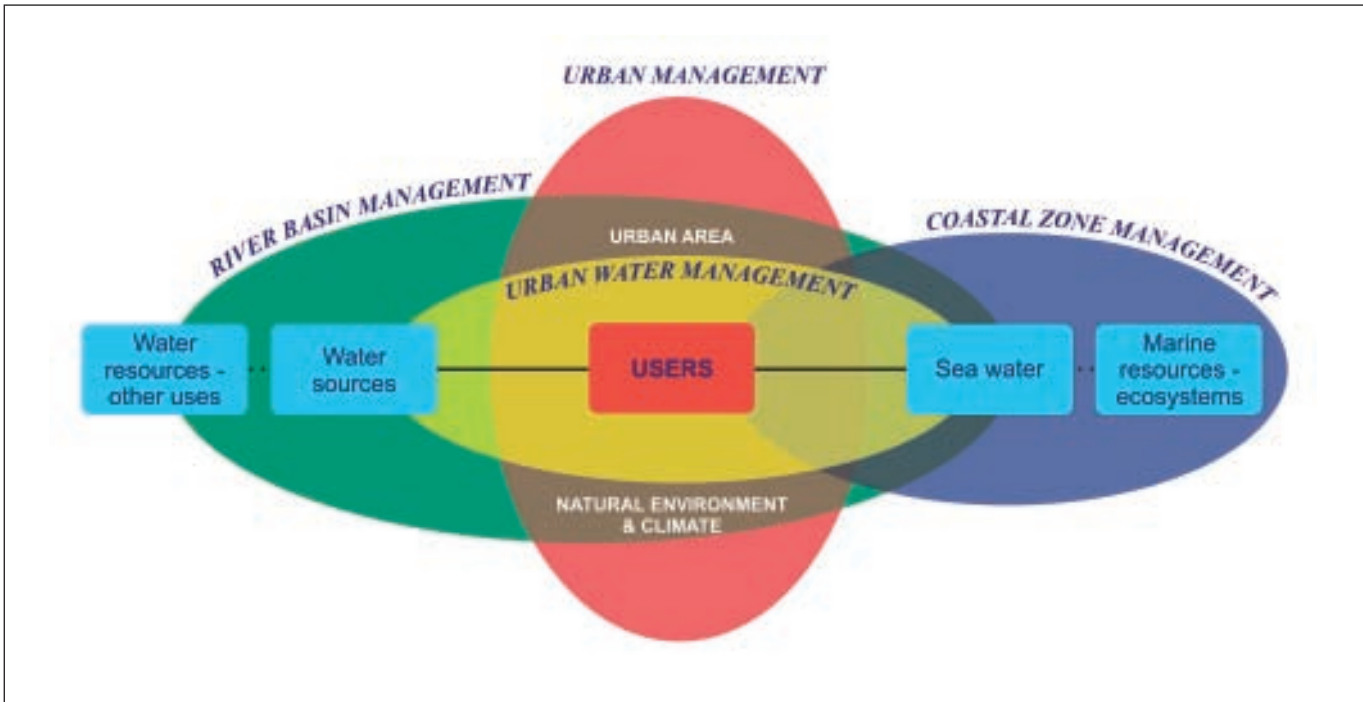 URBAN MANAGEMENT
RIVER BASIN MANAGEMENT
COASTAL ZONE MANAGEMENT
URBAN AREA
URBAN WATER MANAGEMENT
Water
resources -
other uses
Water
sources
USERS
Sea water
Marine
resources -
ecosystems
NATURAL ENVIRONMENT
& CLIMATE